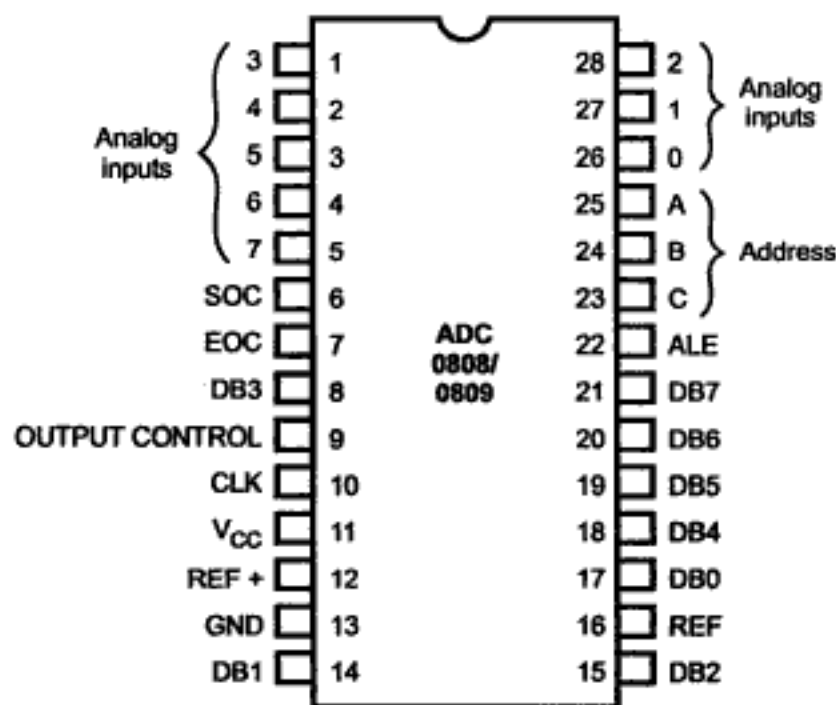 3 1 28 2
4 2 27 1
Analog inputs
5 3 26 0
Analog inputs
6 4 25 A
7 5 24 B
Address
SOC 6 23 C
EOC 7 22 ALE
ADC 0808/ 0809
DB3 8 21 DB7
OUTPUT CONTROL 9 20 DB6
CLK 10 19 DB5
VCC 11 18 DB4
REF + 12 17 DB0
GND 13 16 REF
DB1 14 15 DB2